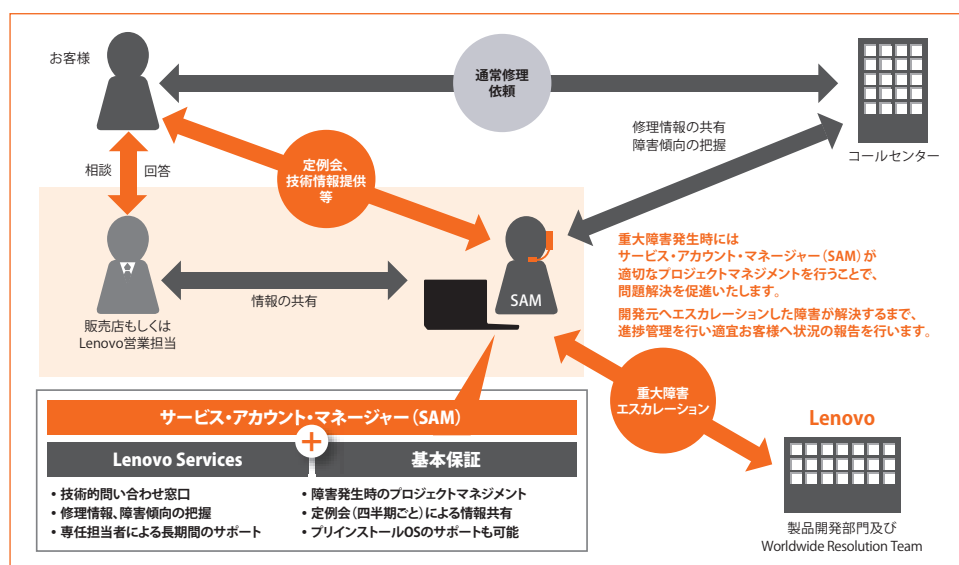 お客様
通常修理
依頼
コールセンター
修理情報の共有
障害傾向の把握
相談
回答
定例会、
技術情報提供
等
SAM
情報の共有
販売店もしくは
Lenovo営業担当
重大障害発生時には
サービス・アカウント・マネージャー（SAM）が
適切なプロジェクトマネジメントを行うことで、
問題解決を促進いたします。
開発元へエスカレーションした障害が解決するまで、
進捗管理を行い適宜お客様へ状況の報告を行います。
重大障害
エスカレーション
Lenovo
製品開発部門及び
Worldwide Resolution Team
サービス・アカウント・マネージャー（SAM）
+
Lenovo Services
基本保証
・技術的問い合わせ窓口
・修理情報、障害傾向の把握
・専任担当者による長期間のサポート
・障害発生時のプロジェクトマネジメント
・定例会（四半期ごと）による情報共有
・プリインストールOSのサポートも可能